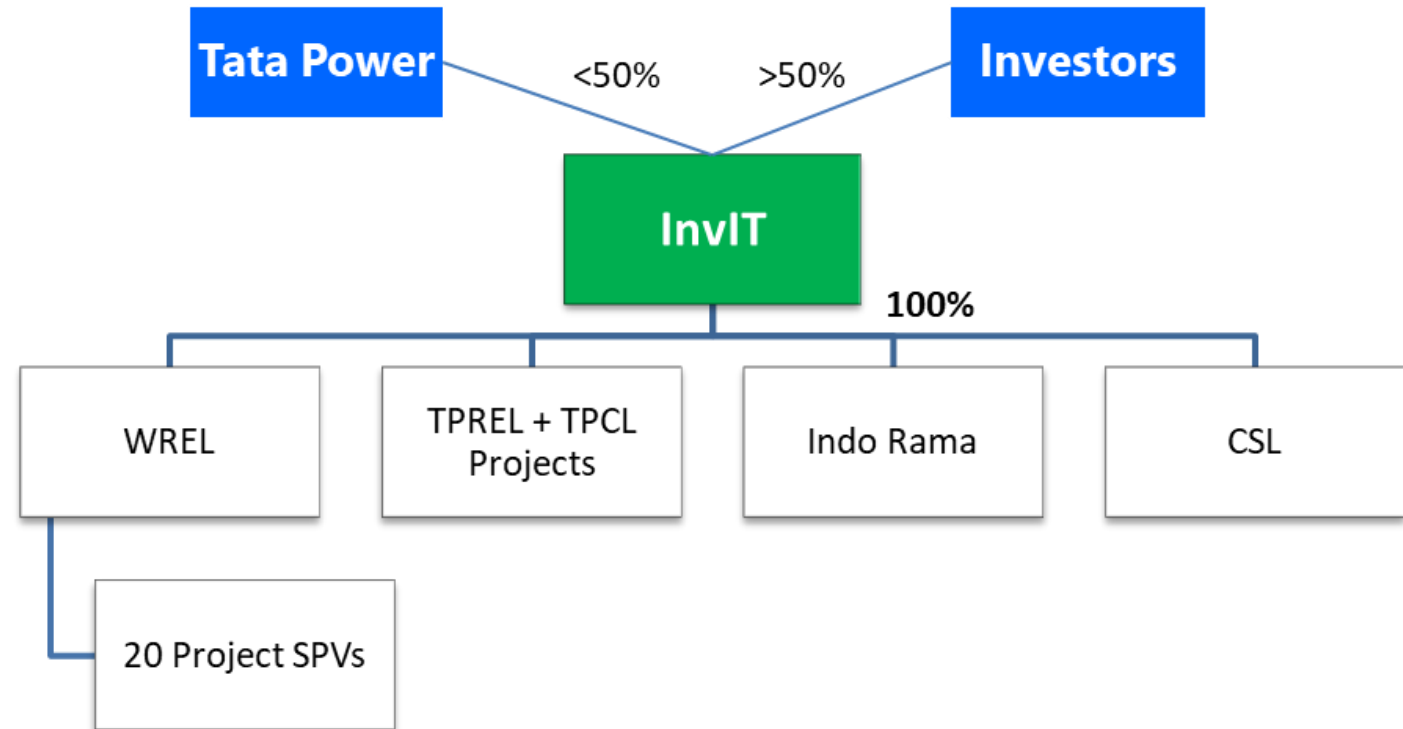 Tata Power
<50%
>50%
Investors
InvIT
100%
WREL
TPREL + TPCL
Projects
Indo Rama
CSL
20 Project SPVs